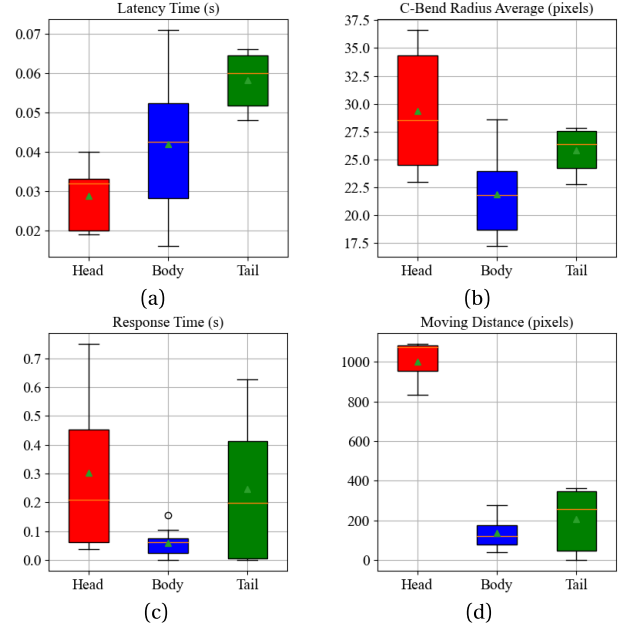 Latency Time (s)
0.07
0.06
0.05
0.04
0.03
0.02
Head Body Tail
(a)
C-Bend Radius Average (pixels)
37.5
35.0
32.5
30.0
27.5
25.0
22.5
20.0
17.5
Head Body Tail
(b)
Response Time (s)
0.7
0.6
0.5
0.4
0.3
0.2
0.1
0.0
Head Body Tail
(c)
Moving Distance (pixels)
1000
800
600
400
200
0
Head Body Tail
(d)